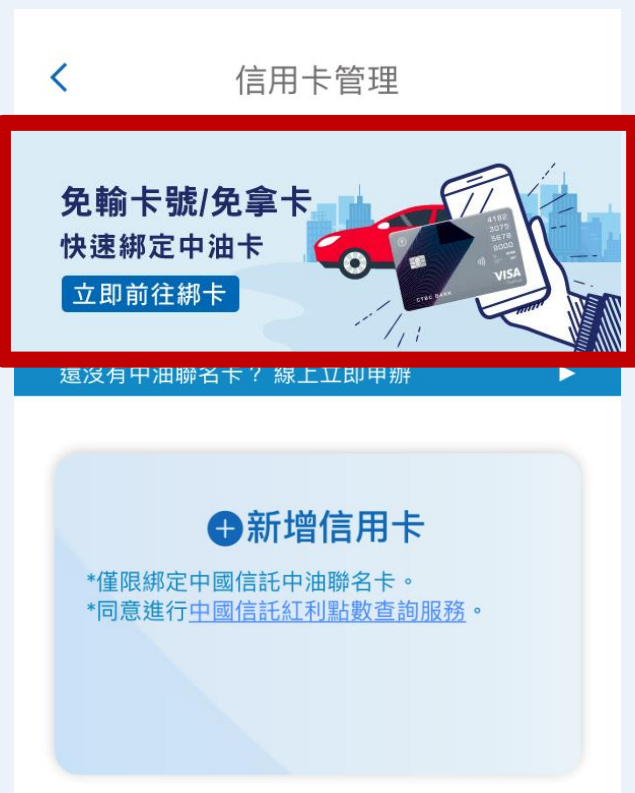 信用卡管理
免輸卡號/免拿卡
快速綁定中油卡
立即前往綁卡
4192
3075
5678
9000
VISA
CTBC BANK
還沒有中油聯名卡？ 線上立即申辦
新增信用卡
*僅限綁定中國信託中油聯名卡。
*同意進行中國信託紅利點數查詢服務。